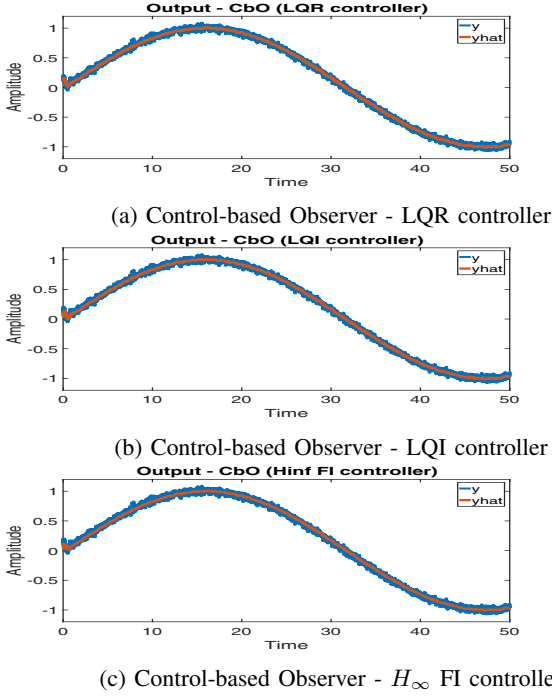 Output - CbO (LQR controller)
1
0.5
0
-0.5
-1
Amplitude
y
yhat
0 10 20 30 40 50
Time
(a) Control-based Observer - LQR controller
Output - CbO (LQI controller)
1
0.5
0
-0.5
-1
Amplitude
y
yhat
0 10 20 30 40 50
Time
(b) Control-based Observer - LQI controller
Output - CbO (Hinf FI controller)
1
0.5
0
-0.5
-1
Amplitude
y
yhat
0 10 20 30 40 50
Time
(c) Control-based Observer - H∞ FI controlle